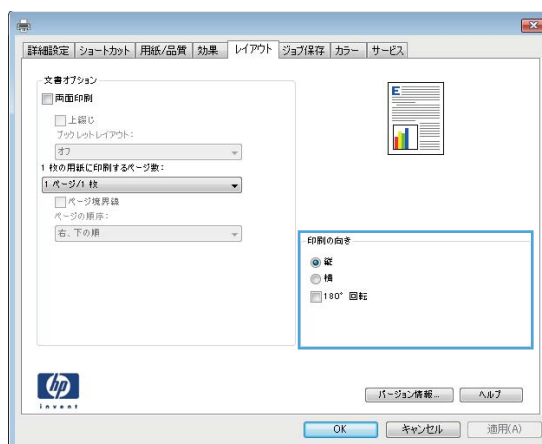 詳細設定 ショートカット 用紙/品質 効果 レイアウト ジョブ保存 カラー サービス
文書オプション
両面印刷
上綴じ
ブックレットレイアウト:
オフ
1 枚の用紙に印刷するページ数:
1 ページ/1 枚
ページ境界線
ページの順序:
右、下の順
E
印刷の向き
縦
横
180° 回転
hp
invent
バージョン情報... ヘルプ
OK キャンセル 適用(A)